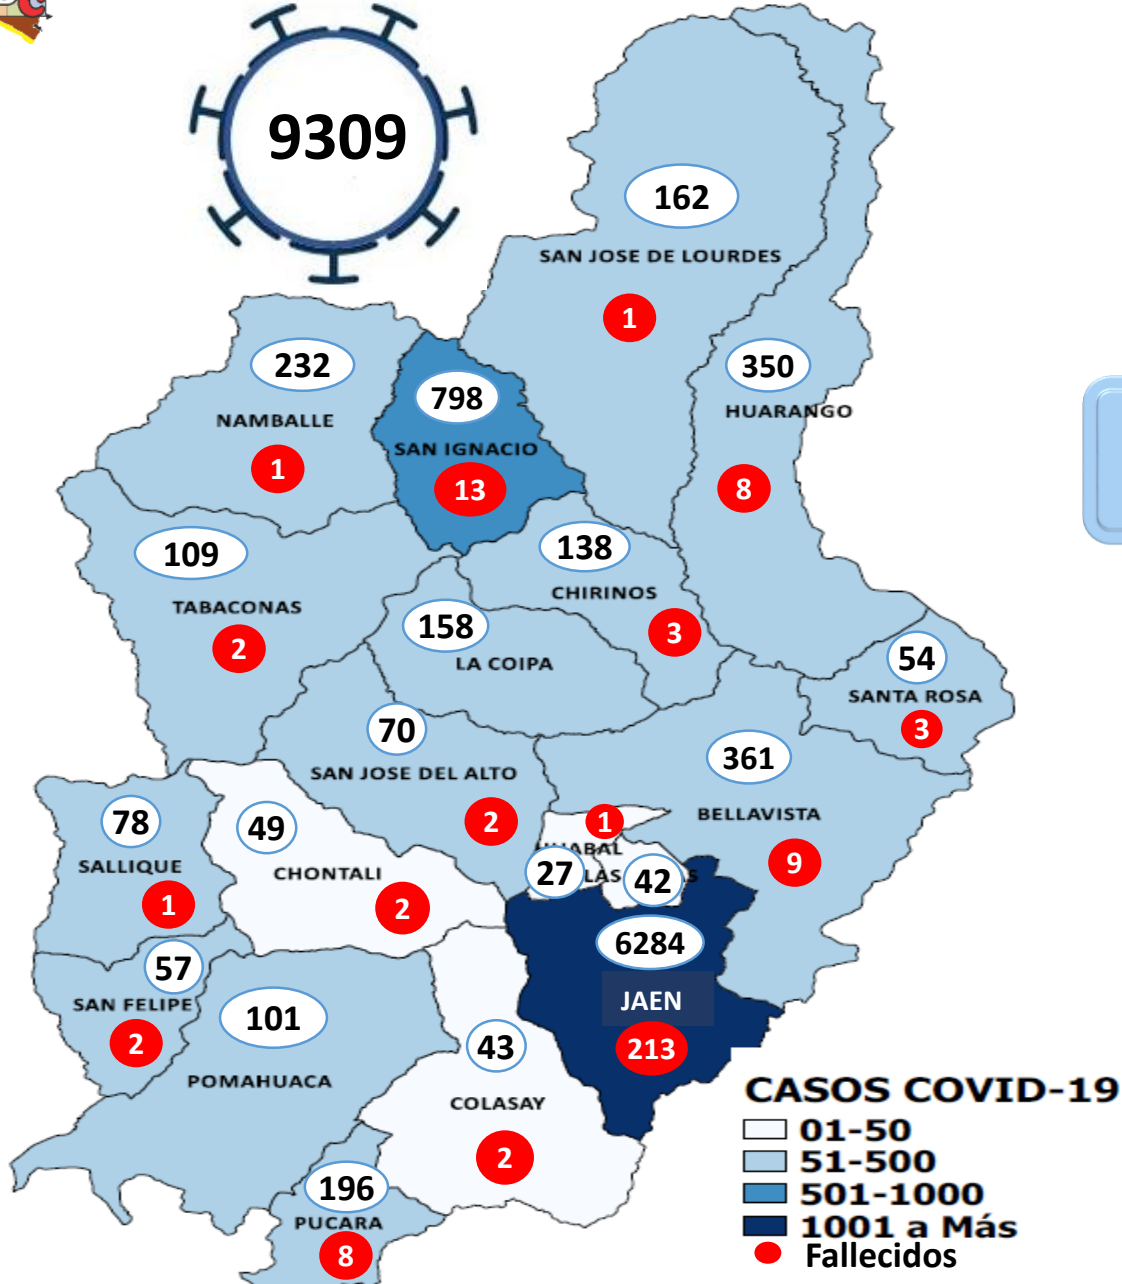 9309
162
SAN JOSE DE LOURDES
1
232
NAMBALLE
1
798
SAN IGNACIO
13
350
HUARANGO
8
109
TABACONAS
2
138
CHIRINOS
3
158
LA COIPA
54
SANTA ROSA
3
70
SAN JOSE DEL ALTO
2
361
BELLAVISTA
9
78
SALLIQUE
1
49
CHONTALI
2
1
27
42
6284
JAEN
213
57
SAN FELIPE
2
101
POMAHUACA
43
COLASAY
2
196
PUCARA
8
CASOS COVID-19
01-50
51-500
501-1000
1001 a Más
Fallecidos